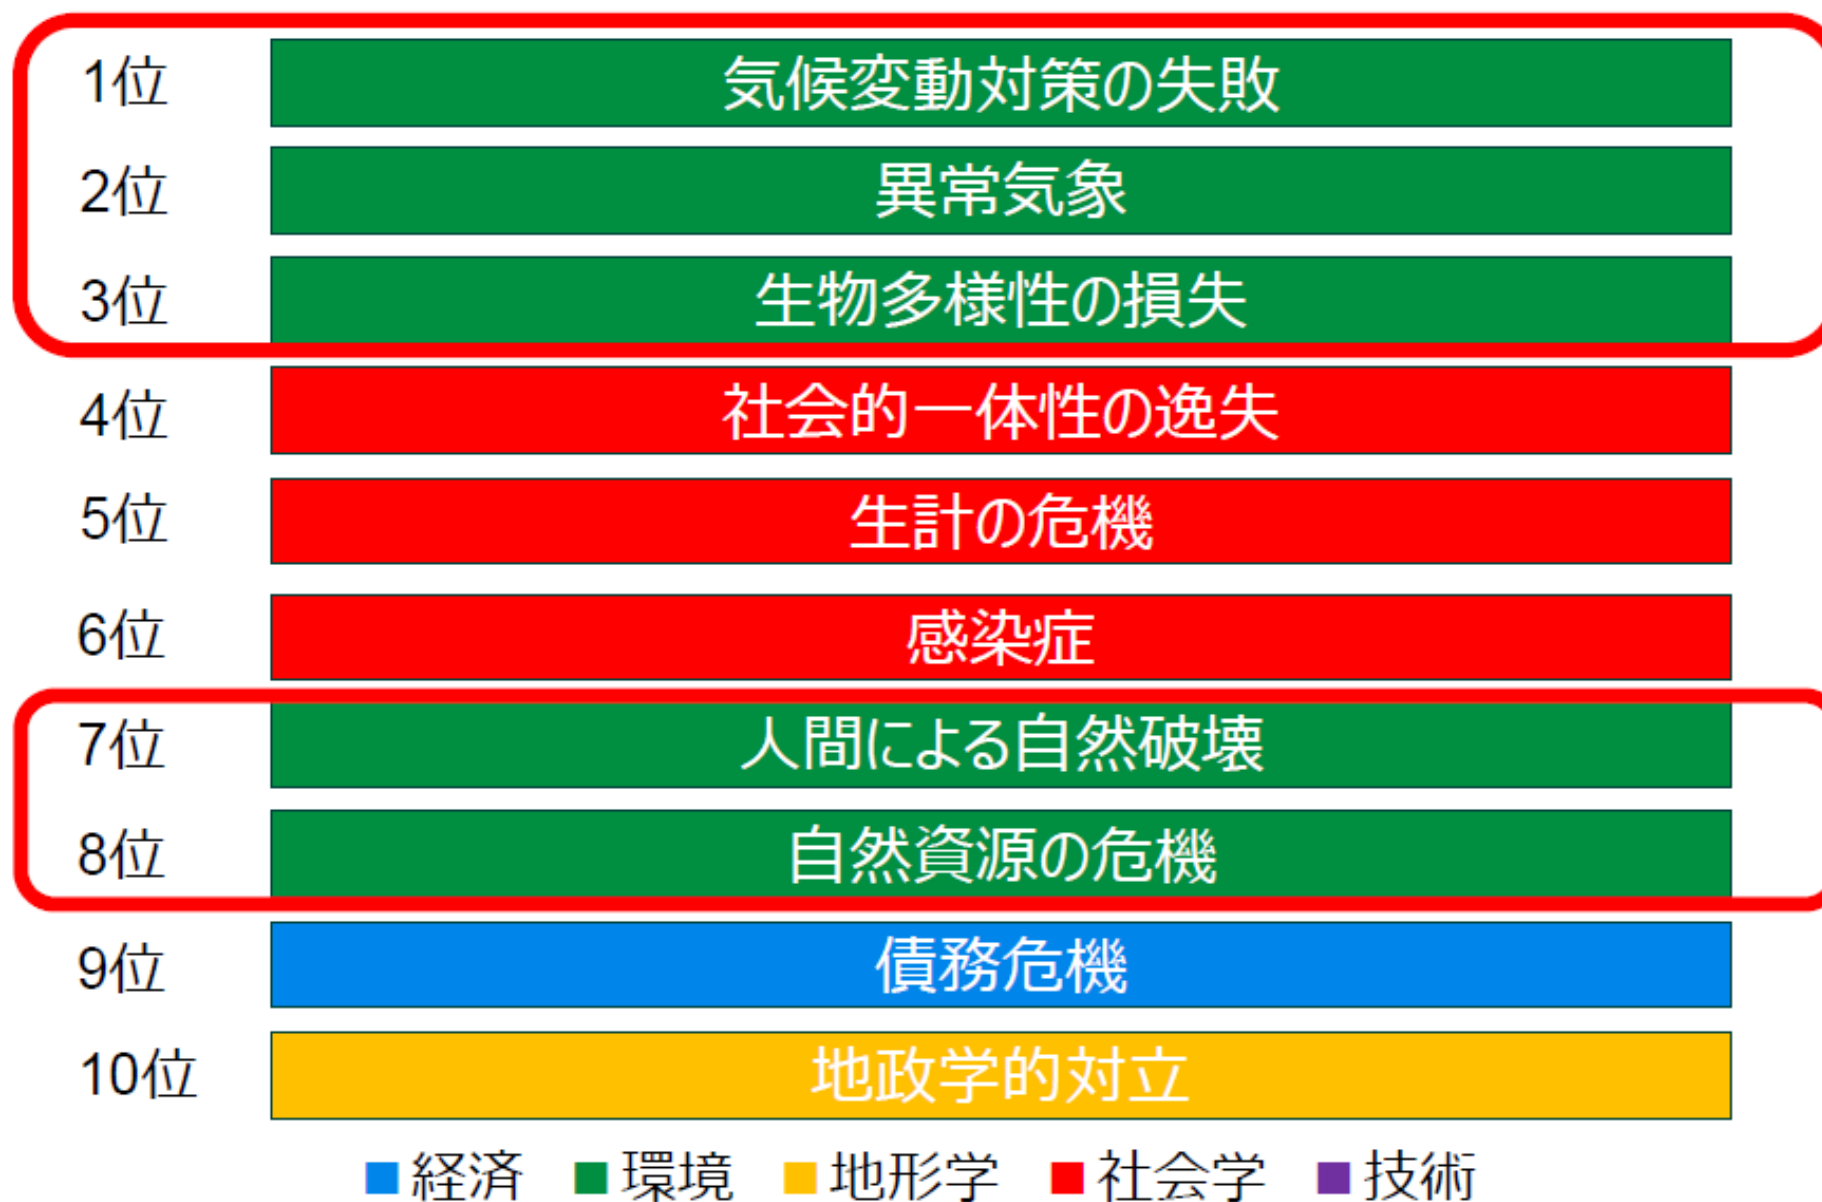 1位 気候変動対策の失敗
2位 異常気象
3位 生物多様性の損失
4位 社会的一体性の逸失
5位 生計の危機
6位 感染症
7位 人間による自然破壊
8位 自然資源の危機
9位 債務危機
10位 地政学的対立
経済 環境 地形学 社会学 技術